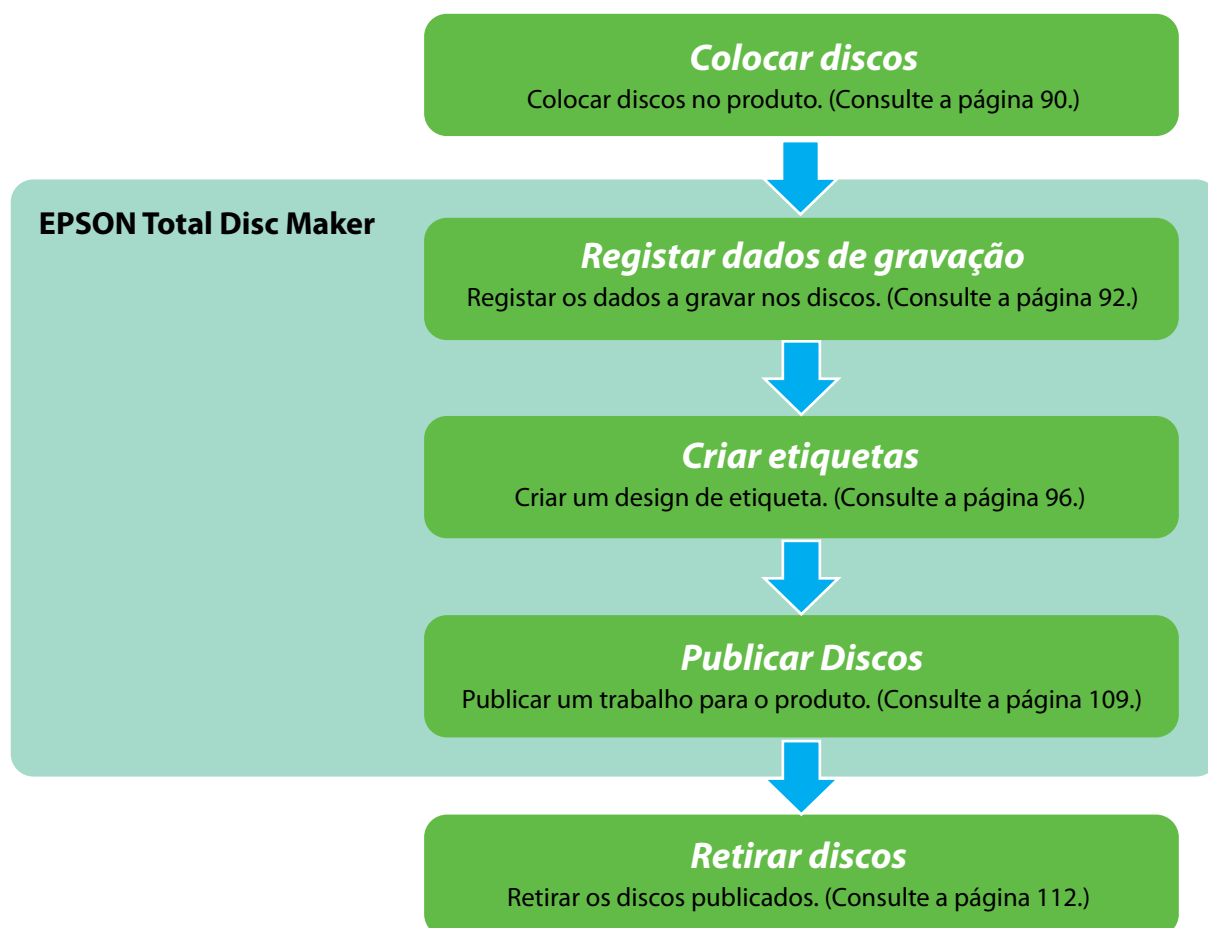 Colocar discos
Colocar discos no produto. (Consulte a página 90.)
EPSON Total Disc Maker
Registar dados de gravação
Registar os dados a gravar nos discos. (Consulte a página 92.)
Criar etiquetas
Criar um design de etiqueta. (Consulte a página 96.)
Publicar Discos
Publicar um trabalho para o produto. (Consulte a página 109.)
Retirar discos
Retirar os discos publicados. (Consulte a página 112.)